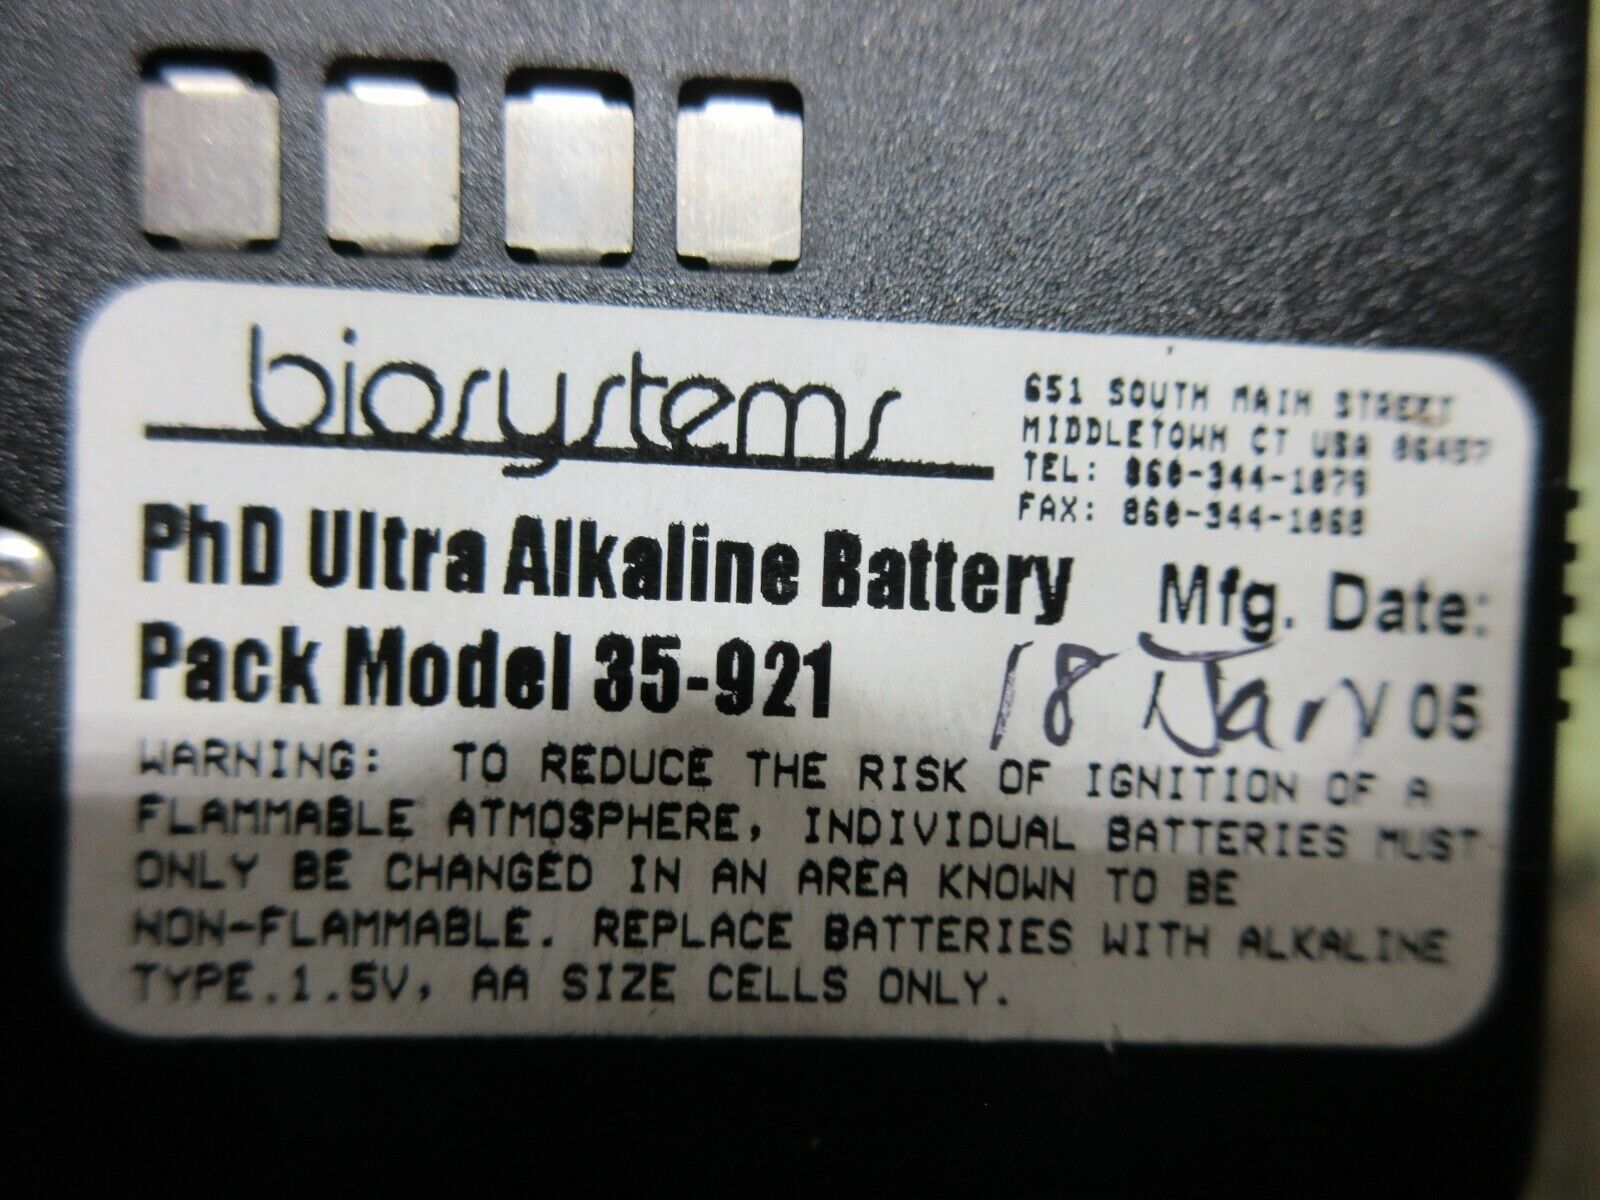 biosystems
651 SOUTH MAIN STREET
MIDDLETOWN CT USA 06457
TEL: 860-344-1079
FAX: 860-344-1068
PhD Ultra Alkaline Battery
Pack Model 35-921
Mfg. Date:
18 Jan 05
WARNING: TO REDUCE THE RISK OF IGNITION OF A
FLAMMABLE ATMOSPHERE, INDIVIDUAL BATTERIES MUST
ONLY BE CHANGED IN AN AREA KNOWN TO BE
NON-FLAMMABLE. REPLACE BATTERIES WITH ALKALINE
TYPE.1.5V, AA SIZE CELLS ONLY.